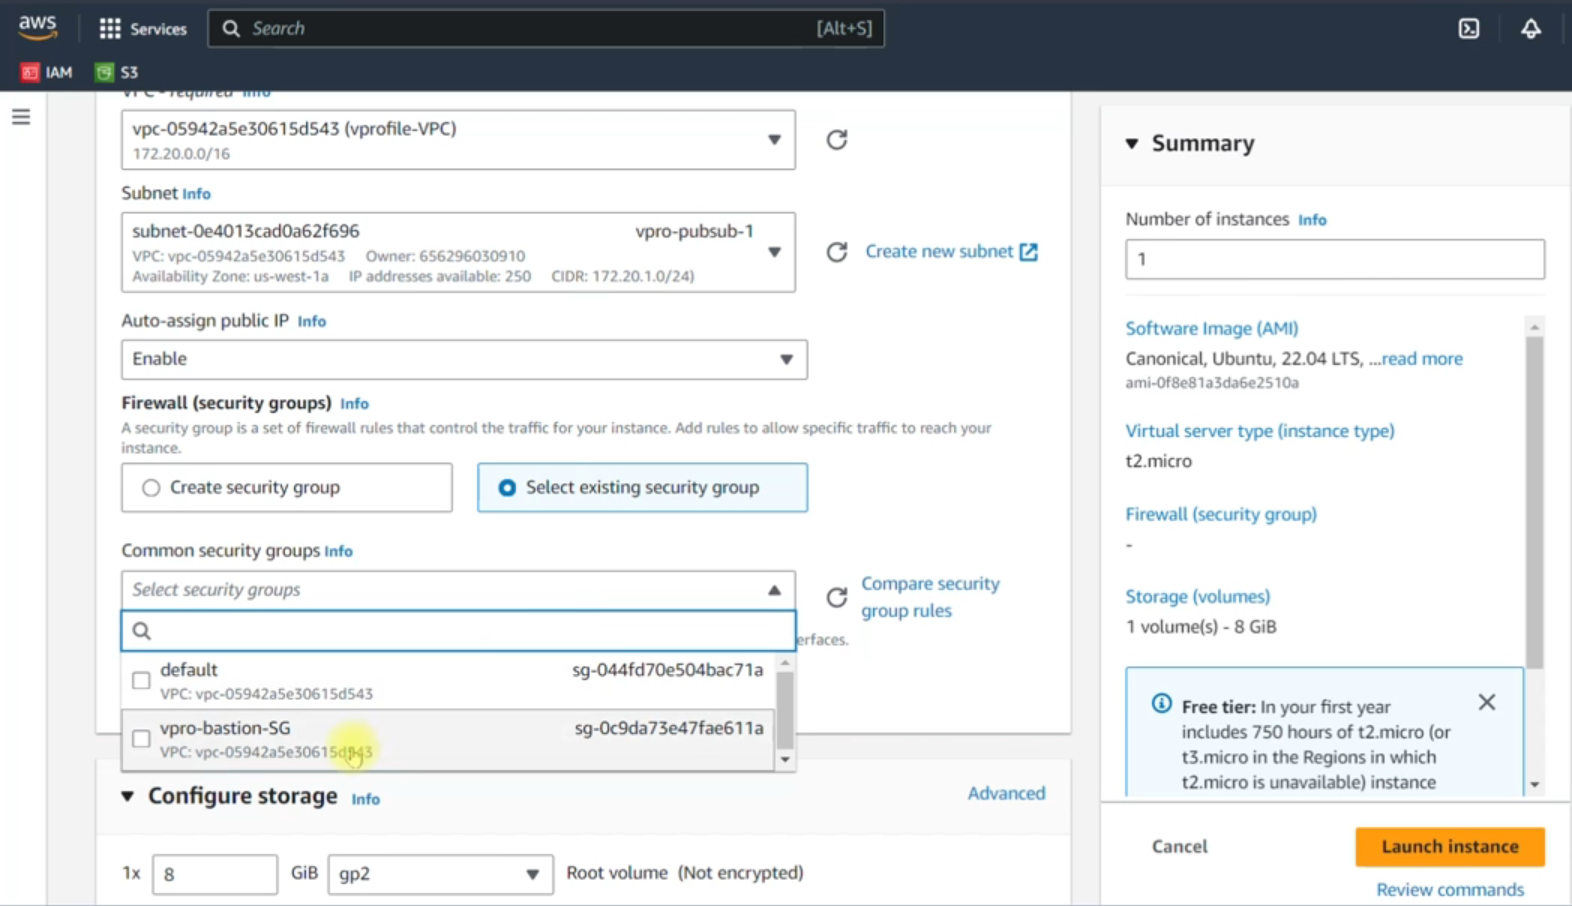 aws
Services
Search
[Alt+S]
IAM
S3
VPC - required Info
vpc-05942a5e30615d543 (vprofile-VPC)
172.20.0.0/16
Subnet Info
subnet-0e4013cad0a62f696 vpro-pubsub-1
VPC: vpc-05942a5e30615d543 Owner: 656296030910
Availability Zone: us-west-1a IP addresses available: 250 CIDR: 172.20.1.0/24)
Create new subnet
Auto-assign public IP Info
Enable
Firewall (security groups) Info
A security group is a set of firewall rules that control the traffic for your instance. Add rules to allow specific traffic to reach your
instance.
Create security group
Select existing security group
Common security groups Info
Select security groups
Compare security
group rules
erfaces.
default sg-044fd70e504bac71a
VPC: vpc-05942a5e30615d543
vpro-bastion-SG sg-0c9da73e47fae611a
VPC: vpc-05942a5e30615d543
Configure storage Info
Advanced
1x 8 GiB gp2 Root volume (Not encrypted)
Summary
Number of instances Info
1
Software Image (AMI)
Canonical, Ubuntu, 22.04 LTS, ...read more
ami-0f8e81a3da6e2510a
Virtual server type (instance type)
t2.micro
Firewall (security group)
-
Storage (volumes)
1 volume(s) - 8 GiB
Free tier: In your first year
includes 750 hours of t2.micro (or
t3.micro in the Regions in which
t2.micro is unavailable) instance
Cancel
Launch instance
Review commands